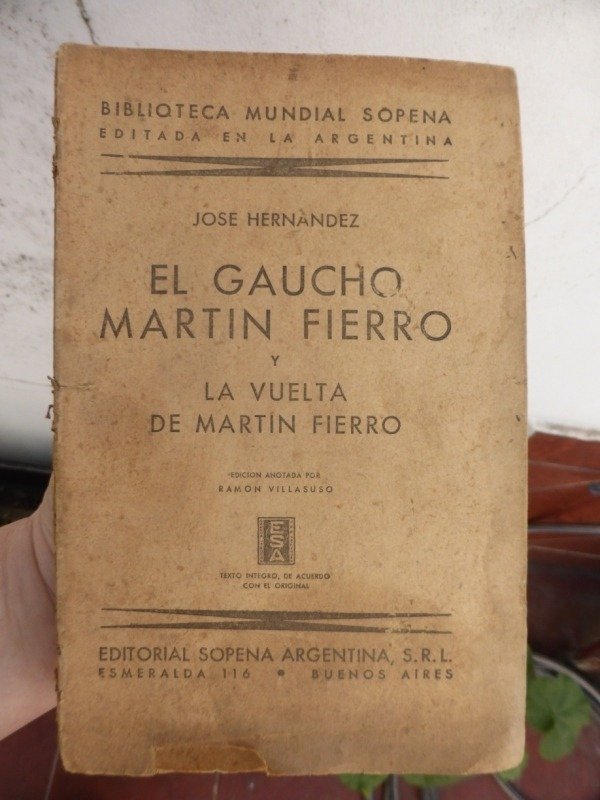 BIBLIOTECA MUNDIAL SOPENA
EDITADA EN LA ARGENTINA
JOSE HERNANDEZ
EL GAUCHO
MARTIN FIERRO
Y
LA VUELTA
DE MARTIN FIERRO
EDICION ANOTADA POR
RAMON VILLASUSO
ESA
TEXTO INTEGRO, DE ACUERDO
CON EL ORIGINAL
EDITORIAL SOPENA ARGENTINA, S.R.L.
ESMERALDA 116 • BUENOS AIRES